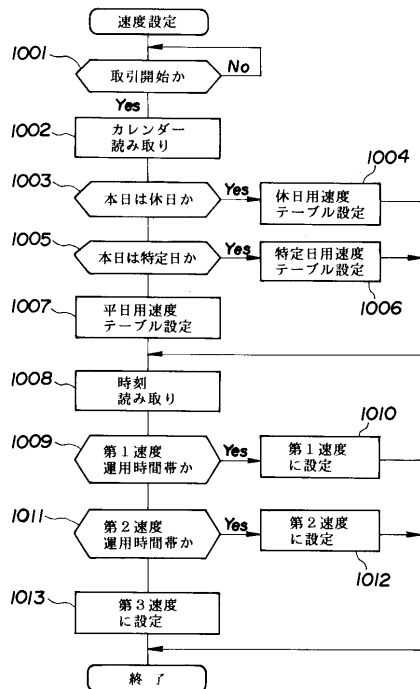 速度設定
1001
取引開始か
No
Yes
1002
カレンダー
読み取り
1003
本日は休日か
Yes
1004
休日用速度
テーブル設定
1005
本日は特定日か
Yes
特定日用速度
テーブル設定
1006
1007
平日用速度
テーブル設定
1008
時刻
読み取り
1009
第1速度
運用時間帯か
Yes
1010
第1速度
に設定
1011
第2速度
運用時間帯か
Yes
第2速度
に設定
1012
1013
第3速度
に設定
終了